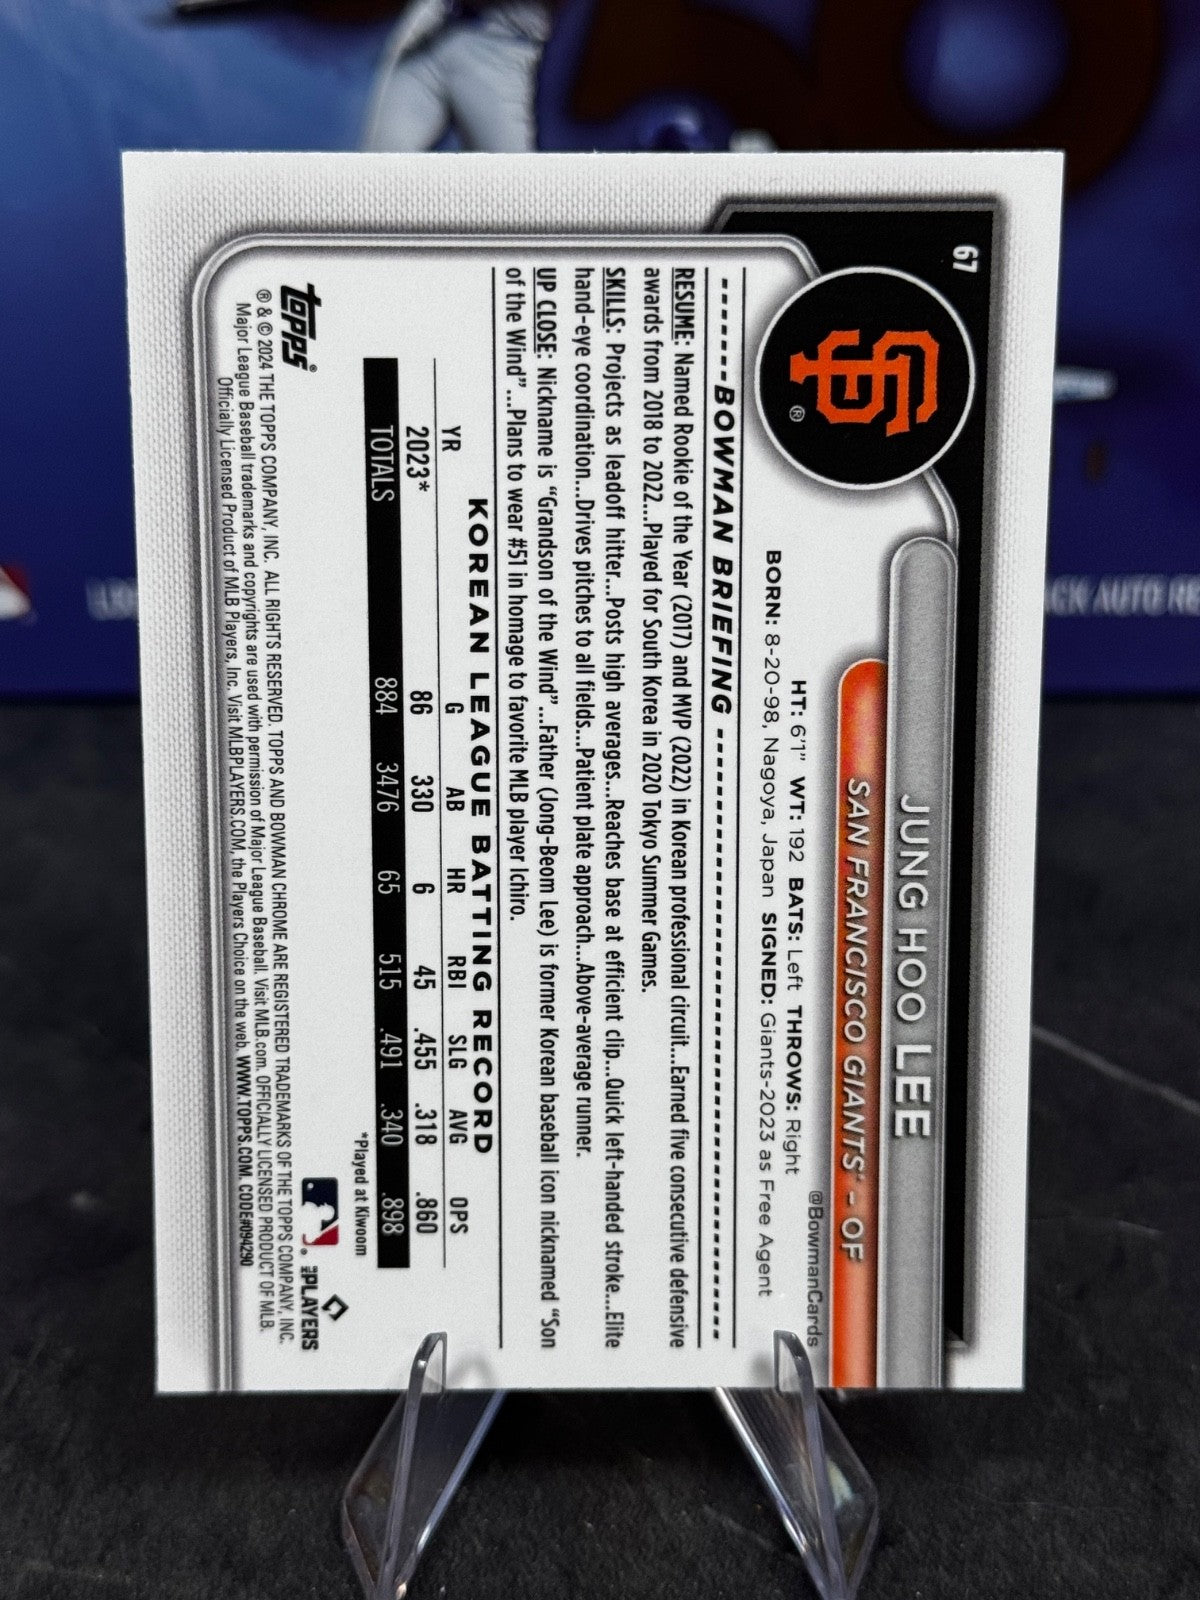 67
JUNG HOO LEE
SAN FRANCISCO GIANTS® – OF
@BowmanCards
HT: 6'1" WT: 192 BATS: Left THROWS: Right
BORN: 8-20-98, Nagoya, Japan SIGNED: Giants-2023 as Free Agent
BOWMAN BRIEFING
RESUME: Named Rookie of the Year (2017) and MVP (2022) in Korean professional circuit...Earned five consecutive defensive
awards from 2018 to 2022...Played for South Korea in 2020 Tokyo Summer Games.
SKILLS: Projects as leadoff hitter...Posts high averages...Reaches base at efficient clip...Quick left-handed stroke...Elite
hand-eye coordination...Drives pitches to all fields...Patient plate approach...Above-average runner.
UP CLOSE: Nickname is “Grandson of the Wind”...Father (Jong-Beom Lee) is former Korean baseball icon nicknamed “Son
of the Wind”...Plans to wear #51 in homage to favorite MLB player Ichiro.
KOREAN LEAGUE BATTING RECORD
YR G AB HR RBI SLG AVG OPS
2023* 86 330 6 45 .455 .318 .860
TOTALS 884 3476 65 515 .491 .340 .898
*Played at Kiwoom
topps®
MLB PLAYERS
® & © 2024 THE TOPPS COMPANY, INC. ALL RIGHTS RESERVED. TOPPS AND BOWMAN CHROME ARE REGISTERED TRADEMARKS OF THE TOPPS COMPANY, INC.
Major League Baseball trademarks and copyrights are used with permission of Major League Baseball. Visit MLB.com. OFFICIALLY LICENSED PRODUCT OF MLB.
Officially Licensed Product of MLB Players, Inc. Visit MLBPLAYERS.COM, the Players Choice on the web. WWW.TOPPS.COM. CODE#094290
SF®
AUTO